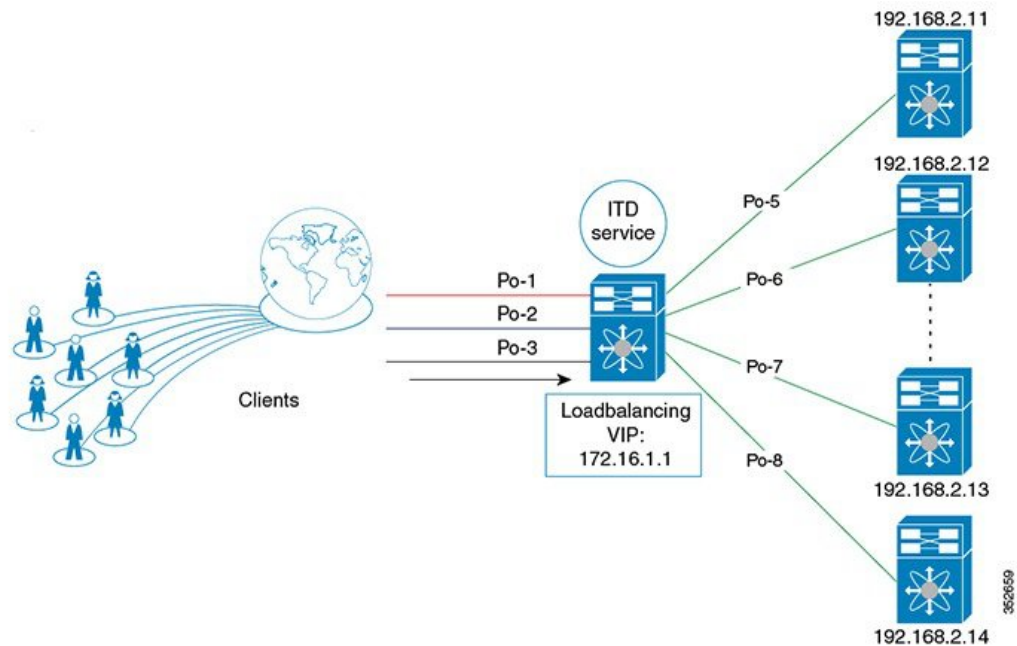 192.168.2.11
192.168.2.12
Po-5
ITD
service
Po-6
Po-1
Po-2
Po-3
Po-7
Clients
Loadbalancing
VIP:
172.16.1.1
Po-8
192.168.2.13
192.168.2.14
352659